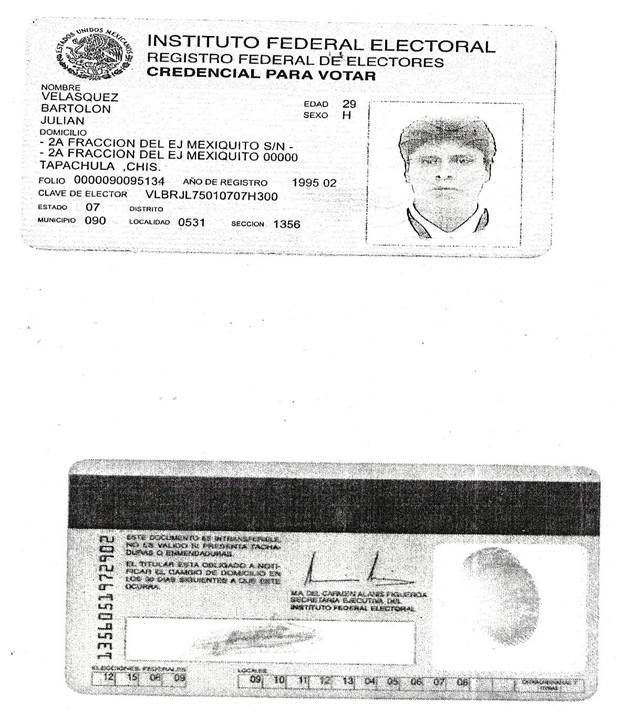 ESTADOS UNIDOS MEXICANOS
INSTITUTO FEDERAL ELECTORAL
REGISTRO FEDERAL DE ELECTORES
CREDENCIAL PARA VOTAR
NOMBRE
VELASQUEZ
BARTOLON
JULIAN
EDAD 29
SEXO H
DOMICILIO
- 2A FRACCION DEL EJ MEXIQUITO S/N -
- 2A FRACCION DEL EJ MEXIQUITO 00000
TAPACHULA ,CHIS.
FOLIO 0000090095134 AÑO DE REGISTRO 1995 02
CLAVE DE ELECTOR VLBRJL75010707H300
ESTADO 07 DISTRITO
MUNICIPIO 090 LOCALIDAD 0531 SECCION 1356
ESTE DOCUMENTO ES INTRANSFERIBLE,
NO ES VALIDO SI PRESENTA TACHA-
DURAS O ENMENDADURAS.
EL TITULAR ESTA OBLIGADO A NOTI-
FICAR EL CAMBIO DE DOMICILIO EN
LOS 30 DIAS SIGUIENTES A QUE ESTE
OCURRA.
MA DEL CARMEN ALANIS FIGUEROA
SECRETARIA EJECUTIVA DEL
INSTITUTO FEDERAL ELECTORAL
1356051972902
ELECCIONES FEDERALES
12 15 06 09
LOCALES
09 10 11 12 13 04 05 06 07 08